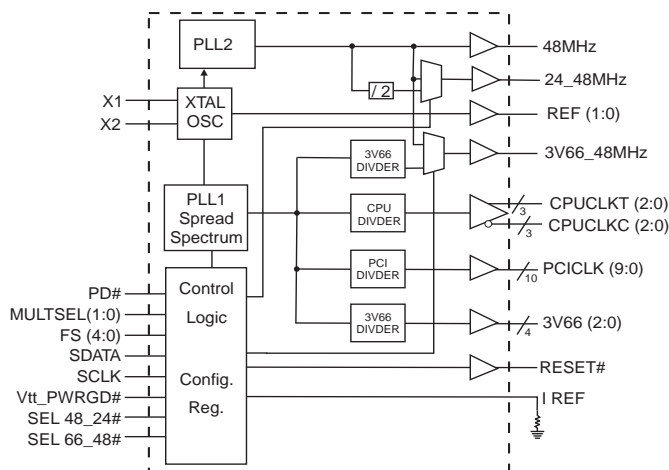 PLL2
48MHz
/ 2
24_48MHz
X1
X2
XTAL
OSC
REF (1:0)
3V66
DIVDER
3V66_48MHz
PLL1
Spread
Spectrum
CPU
DIVDER
3
CPUCLKT (2:0)
3
CPUCLKC (2:0)
PCI
DIVDER
10
PCICLK (9:0)
3V66
DIVDER
4
3V66 (2:0)
Control
Logic
Config.
Reg.
PD#
MULTSEL(1:0)
FS (4:0)
SDATA
SCLK
Vtt_PWRGD#
SEL 48_24#
SEL 66_48#
RESET#
I REF